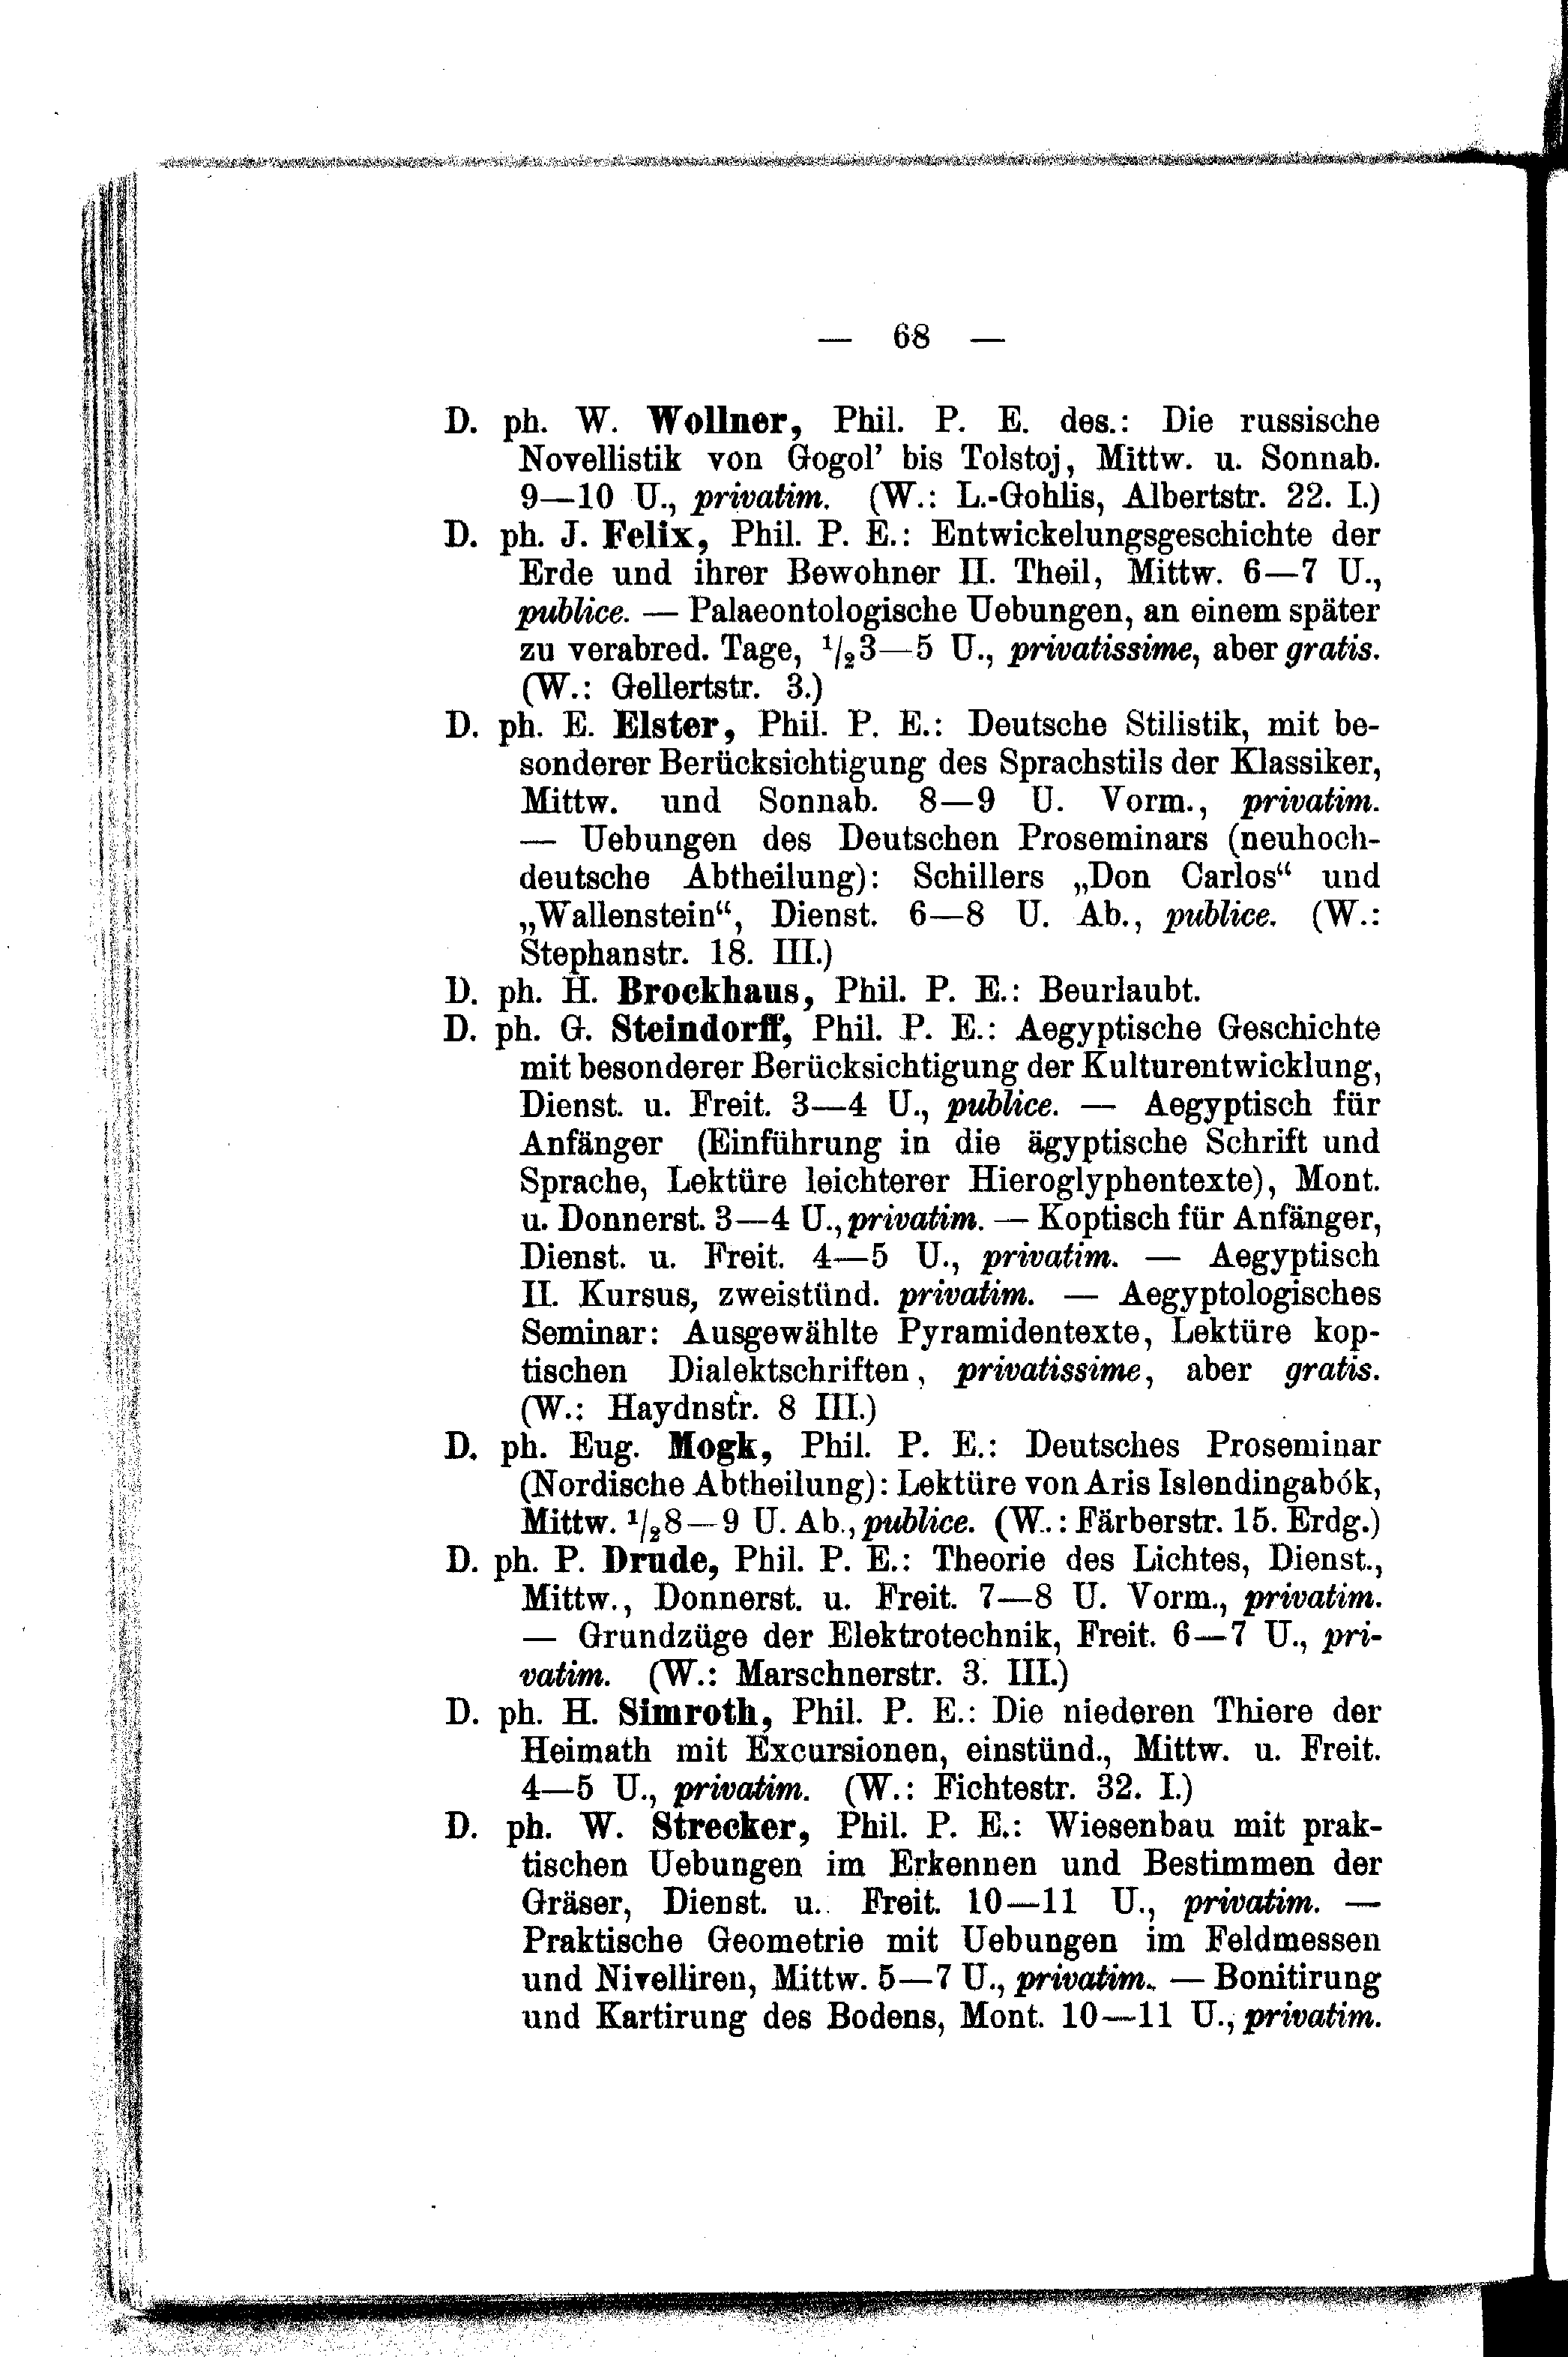 — 68 —
D. ph. W. Wollner, Phil. P. E. des.: Die russische
Novellistik von Gogol’ bis Tolstoj, Mittw. u. Sonnab.
9—10 U., privatim. (W.: L.-Gohlis, Albertstr. 22. I.)
D. ph. J. Felix, Phil. P. E.: Entwickelungsgeschichte der
Erde und ihrer Bewohner II. Theil, Mittw. 6—7 U.,
publice. — Palaeontologische Uebungen, an einem später
zu verabred. Tage, 1/23—5 U., privatissime, aber gratis.
(W.: Gellertstr. 3.)
D. ph. E. Elster, Phil. P. E.: Deutsche Stilistik, mit be-
sonderer Berücksichtigung des Sprachstils der Klassiker,
Mittw. und Sonnab. 8—9 U. Vorm., privatim.
— Uebungen des Deutschen Proseminars (neuhoch-
deutsche Abtheilung): Schillers „Don Carlos“ und
„Wallenstein“, Dienst. 6—8 U. Ab., publice. (W.:
Stephanstr. 18. III.)
D. ph. H. Brockhaus, Phil. P. E.: Beurlaubt.
D. ph. G. Steindorff, Phil. P. E.: Aegyptische Geschichte
mit besonderer Berücksichtigung der Kulturentwicklung,
Dienst. u. Freit. 3—4 U., publice. — Aegyptisch für
Anfänger (Einführung in die ägyptische Schrift und
Sprache, Lektüre leichterer Hieroglyphentexte), Mont.
u. Donnerst. 3—4 U., privatim. — Koptisch für Anfänger,
Dienst. u. Freit. 4—5 U., privatim. — Aegyptisch
II. Kursus, zweistünd. privatim. — Aegyptologisches
Seminar: Ausgewählte Pyramidentexte, Lektüre kop-
tischen Dialektschriften, privatissime, aber gratis.
(W.: Haydnstr. 8 III.)
D. ph. Eug. Mogk, Phil. P. E.: Deutsches Proseminar
(Nordische Abtheilung): Lektüre von Aris Islendingabók,
Mittw. 1/28—9 U. Ab., publice. (W.: Färberstr. 15. Erdg.)
D. ph. P. Drude, Phil. P. E.: Theorie des Lichtes, Dienst.,
Mittw., Donnerst. u. Freit. 7—8 U. Vorm., privatim.
— Grundzüge der Elektrotechnik, Freit. 6—7 U., pri-
vatim. (W.: Marschnerstr. 3. III.)
D. ph. H. Simroth, Phil. P. E.: Die niederen Thiere der
Heimath mit Excursionen, einstünd., Mittw. u. Freit.
4—5 U., privatim. (W.: Fichtestr. 32. I.)
D. ph. W. Strecker, Phil. P. E.: Wiesenbau mit prak-
tischen Uebungen im Erkennen und Bestimmen der
Gräser, Dienst. u. Freit. 10—11 U., privatim. —
Praktische Geometrie mit Uebungen im Feldmessen
und Nivelliren, Mittw. 5—7 U., privatim. — Bonitirung
und Kartirung des Bodens, Mont. 10—11 U., privatim.